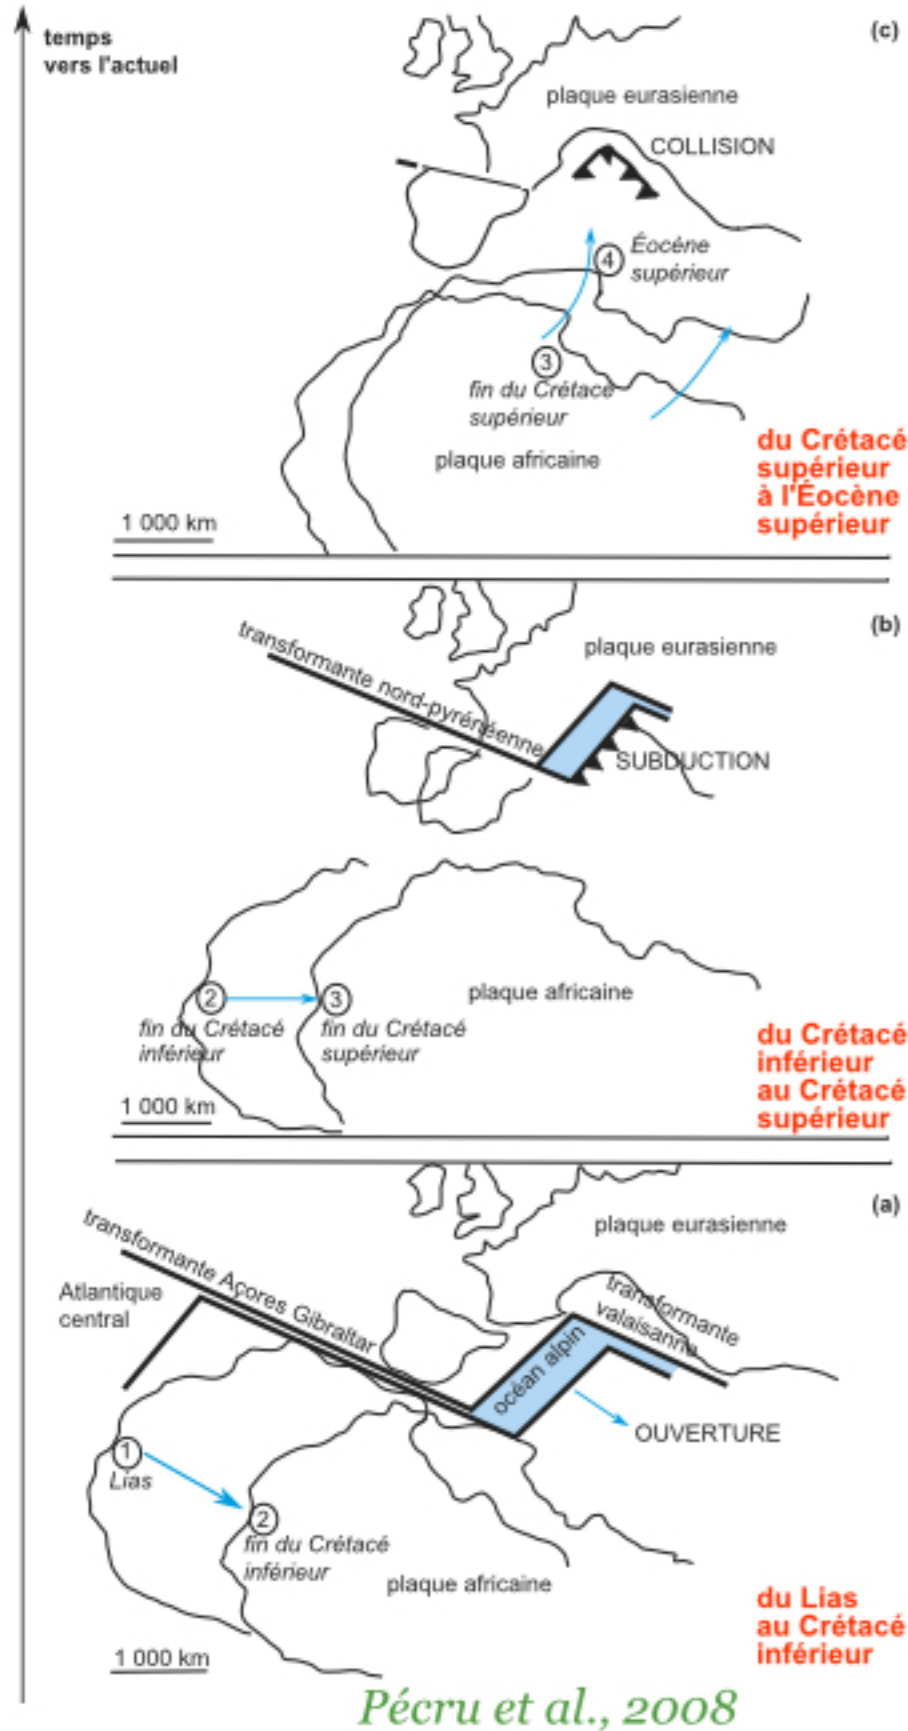 temps
vers l'actuel
(c)
plaque eurasienne
COLLISION
4
Éocéne
supérieur
3
fin du Crétacé
supérieur
plaque africaine
du Crétacé
supérieur
à l'Éocène
supérieur
1 000 km
(b)
transformante nord-pyrénéenne
plaque eurasienne
SUBDUCTION
2
3
plaque africaine
fin du Crétacé
inférieur
fin du Crétacé
supérieur
du Crétacé
inférieur
au Crétacé
supérieur
1 000 km
(a)
transformante Açores Gibraltar
plaque eurasienne
Atlantique
central
transformante
valaisanne
océan alpin
OUVERTURE
1
Lias
2
fin du Crétacé
inférieur
plaque africaine
du Lias
au Crétacé
inférieur
1 000 km
Pécru et al., 2008